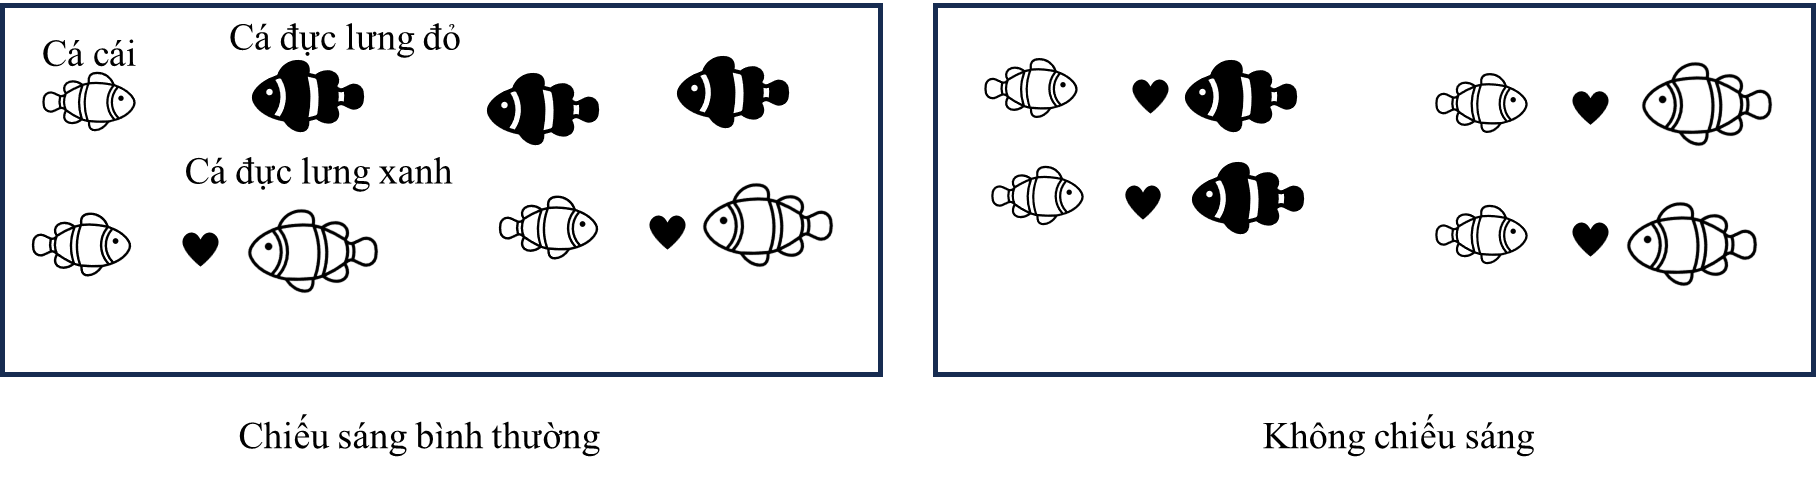 Cá cái
Cá đực lưng đỏ
Cá đực lưng xanh
Chiếu sáng bình thường
Không chiếu sáng